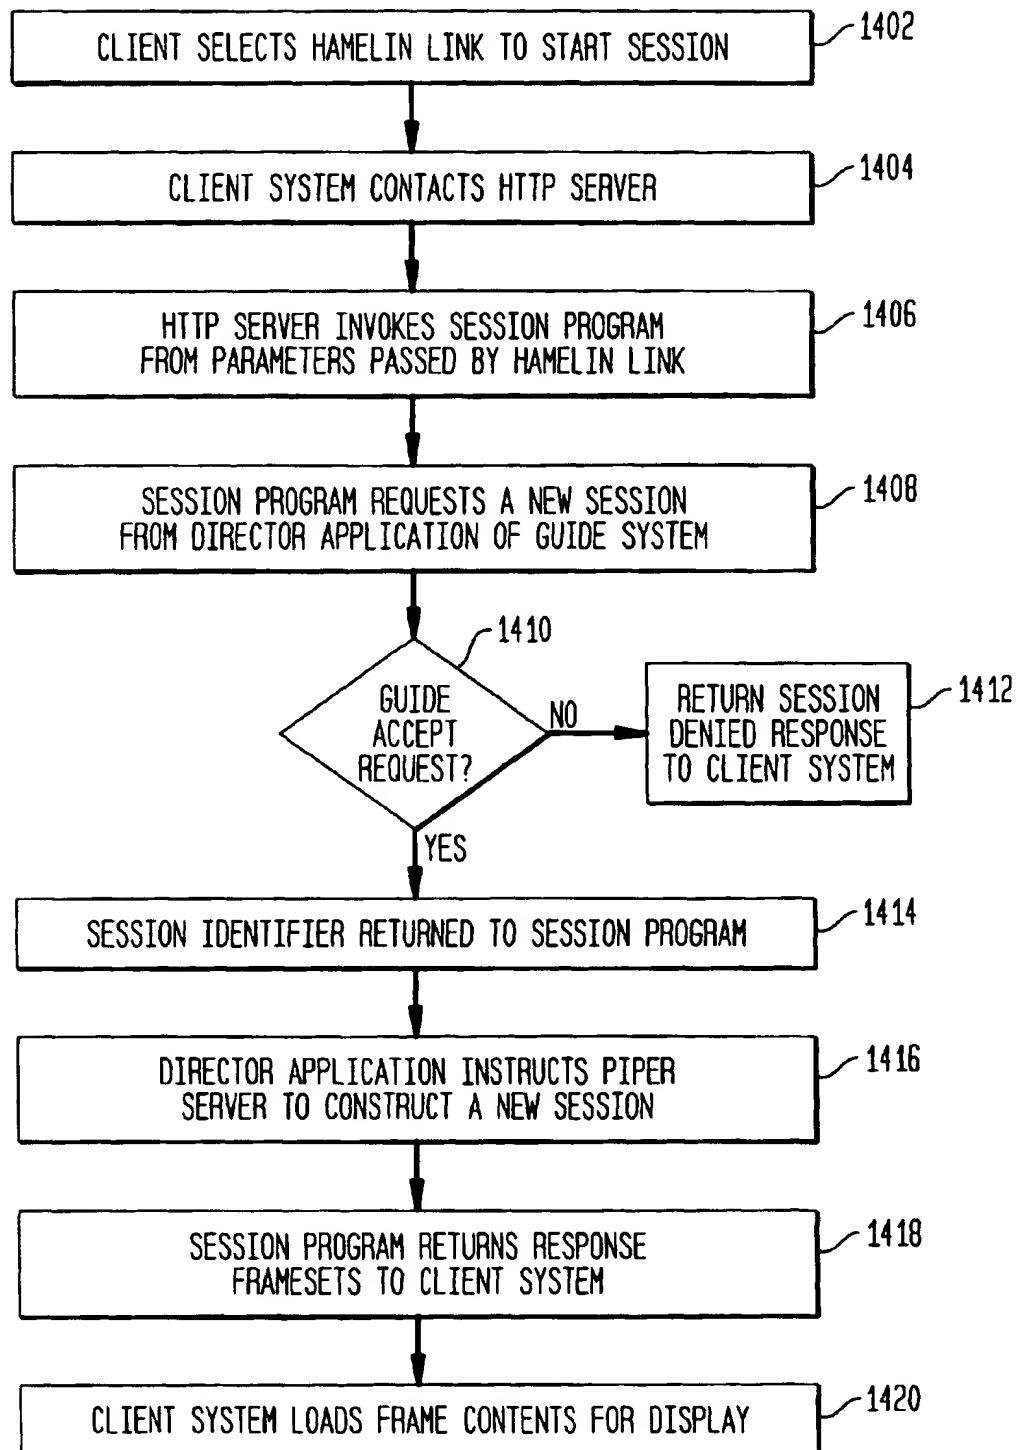 CLIENT SELECTS HAMELIN LINK TO START SESSION
1402
CLIENT SYSTEM CONTACTS HTTP SERVER
1404
HTTP SERVER INVOKES SESSION PROGRAM
FROM PARAMETERS PASSED BY HAMELIN LINK
1406
SESSION PROGRAM REQUESTS A NEW SESSION
FROM DIRECTOR APPLICATION OF GUIDE SYSTEM
1408
1410
GUIDE
ACCEPT
REQUEST?
NO
RETURN SESSION
DENIED RESPONSE
TO CLIENT SYSTEM
1412
YES
SESSION IDENTIFIER RETURNED TO SESSION PROGRAM
1414
DIRECTOR APPLICATION INSTRUCTS PIPER
SERVER TO CONSTRUCT A NEW SESSION
1416
SESSION PROGRAM RETURNS RESPONSE
FRAMESETS TO CLIENT SYSTEM
1418
CLIENT SYSTEM LOADS FRAME CONTENTS FOR DISPLAY
1420